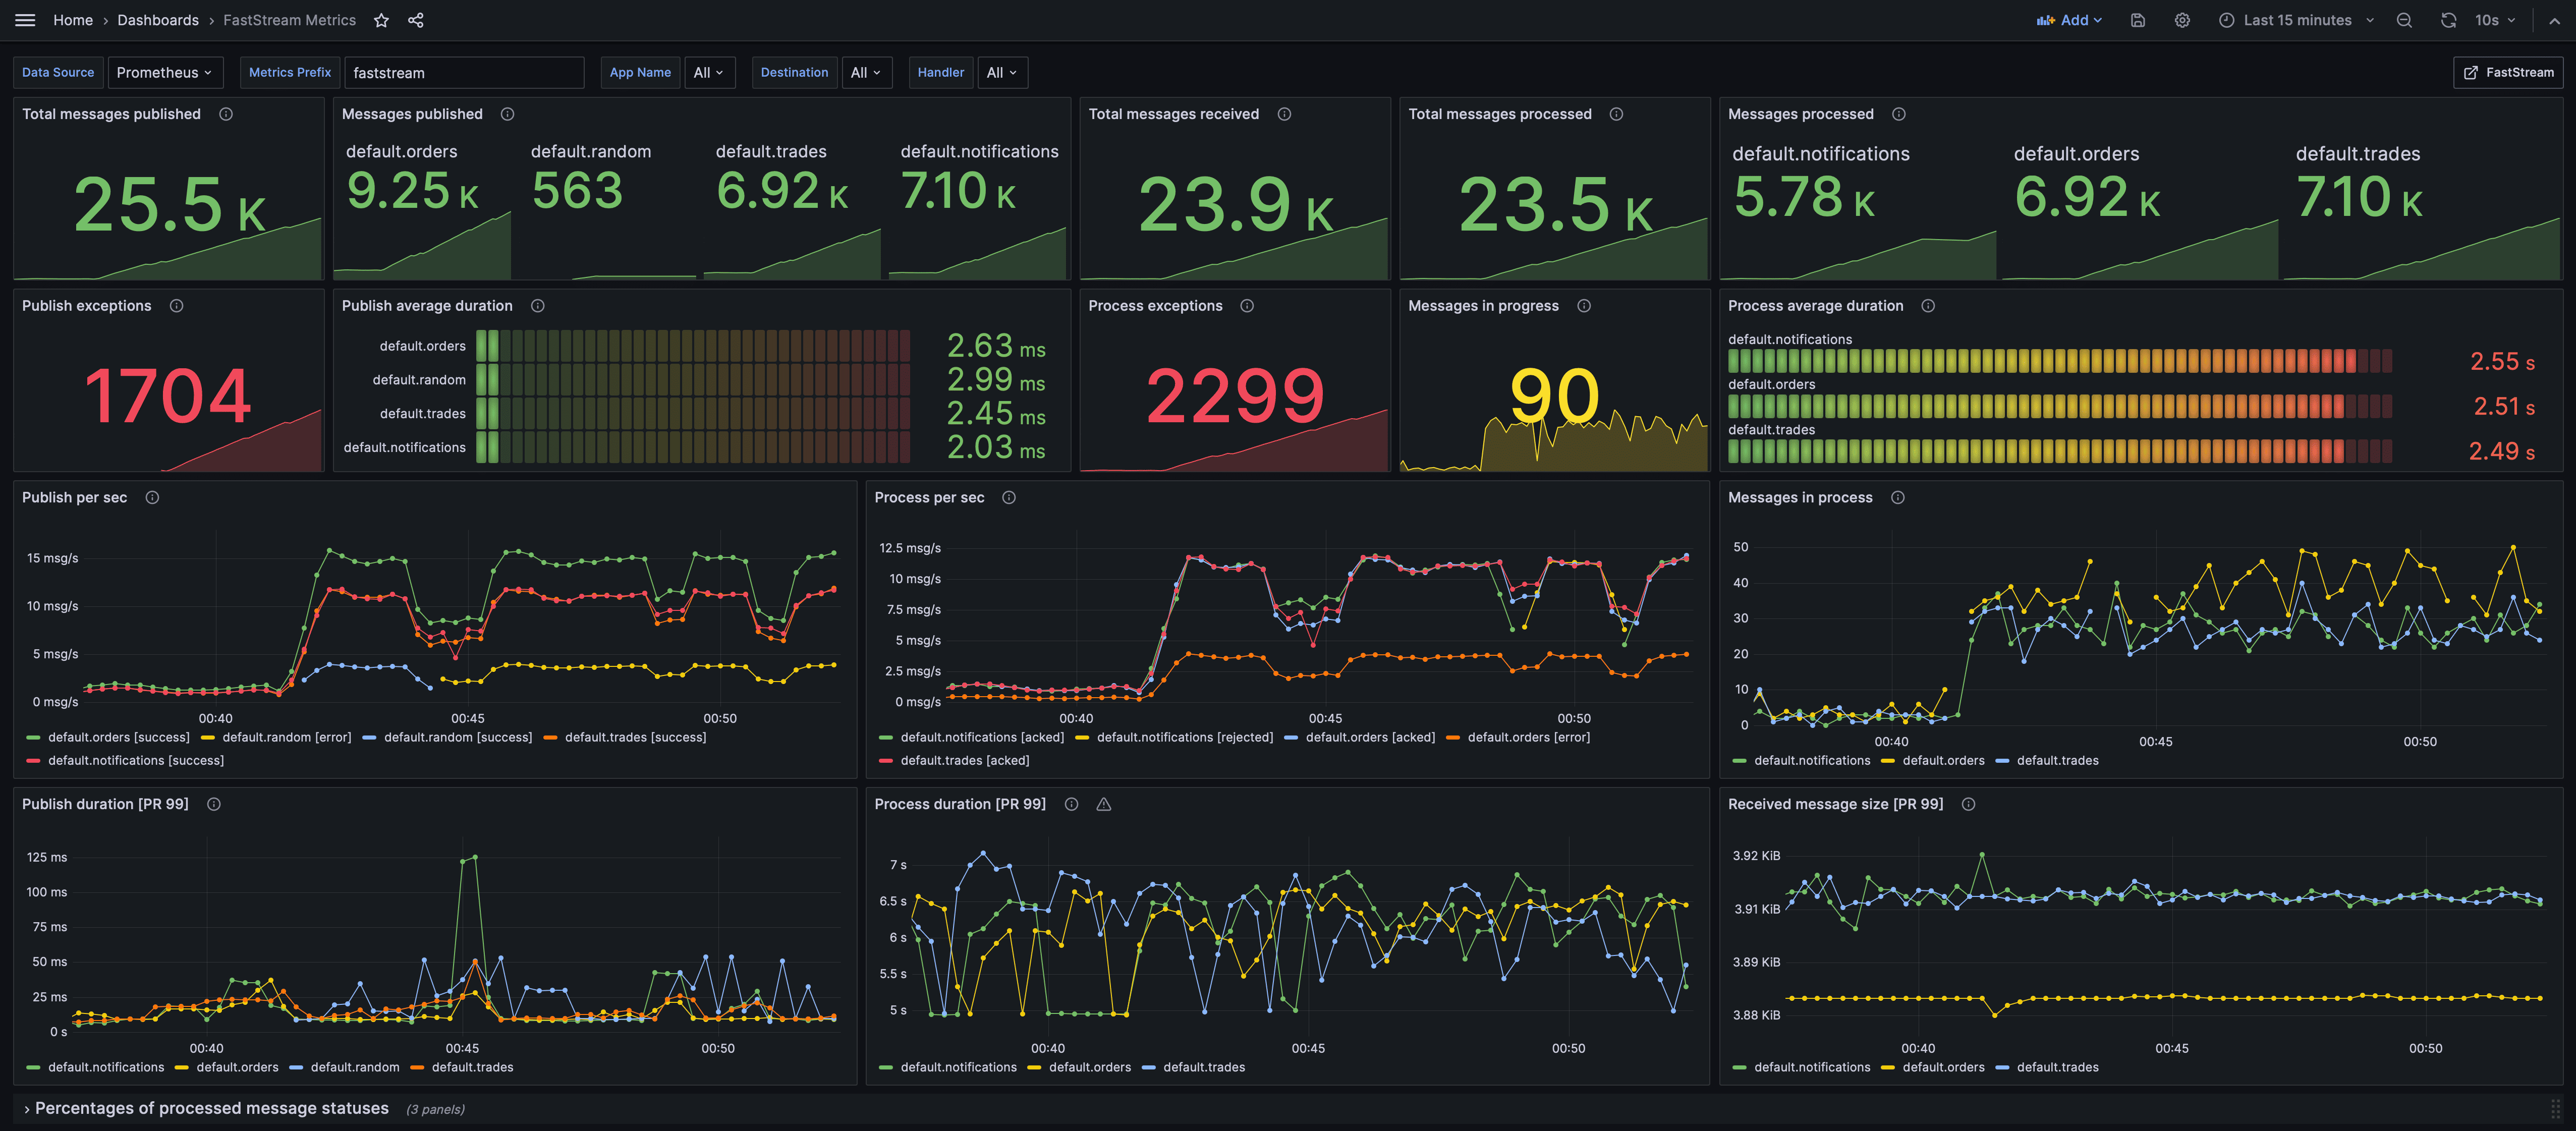 Home › Dashboards › FastStream Metrics
Add
Last 15 minutes
10s
Data Source Prometheus
Metrics Prefix faststream
App Name All
Destination All
Handler All
FastStream
Total messages published
25.5 K
Messages published
default.orders
9.25 K
default.random
563
default.trades
6.92 K
default.notifications
7.10 K
Total messages received
23.9 K
Total messages processed
23.5 K
Messages processed
default.notifications
5.78 K
default.orders
6.92 K
default.trades
7.10 K
Publish exceptions
1704
Publish average duration
default.orders 2.63 ms
default.random 2.99 ms
default.trades 2.45 ms
default.notifications 2.03 ms
Process exceptions
2299
Messages in progress
90
Process average duration
default.notifications
2.55 s
default.orders
2.51 s
default.trades
2.49 s
Publish per sec
15 msg/s
10 msg/s
5 msg/s
0 msg/s
00:40 00:45 00:50
default.orders [success] default.random [error] default.random [success] default.trades [success]
default.notifications [success]
Process per sec
12.5 msg/s
10 msg/s
7.5 msg/s
5 msg/s
2.5 msg/s
0 msg/s
00:40 00:45 00:50
default.notifications [acked] default.notifications [rejected] default.orders [acked] default.orders [error]
default.trades [acked]
Messages in process
50
40
30
20
10
0
00:40 00:45 00:50
default.notifications default.orders default.trades
Publish duration [PR 99]
125 ms
100 ms
75 ms
50 ms
25 ms
0 s
00:40 00:45 00:50
default.notifications default.orders default.random default.trades
Process duration [PR 99]
7 s
6.5 s
6 s
5.5 s
5 s
00:40 00:45 00:50
default.notifications default.orders default.trades
Received message size [PR 99]
3.92 KiB
3.91 KiB
3.89 KiB
3.88 KiB
00:40 00:45 00:50
default.notifications default.orders default.trades
› Percentages of processed message statuses (3 panels)